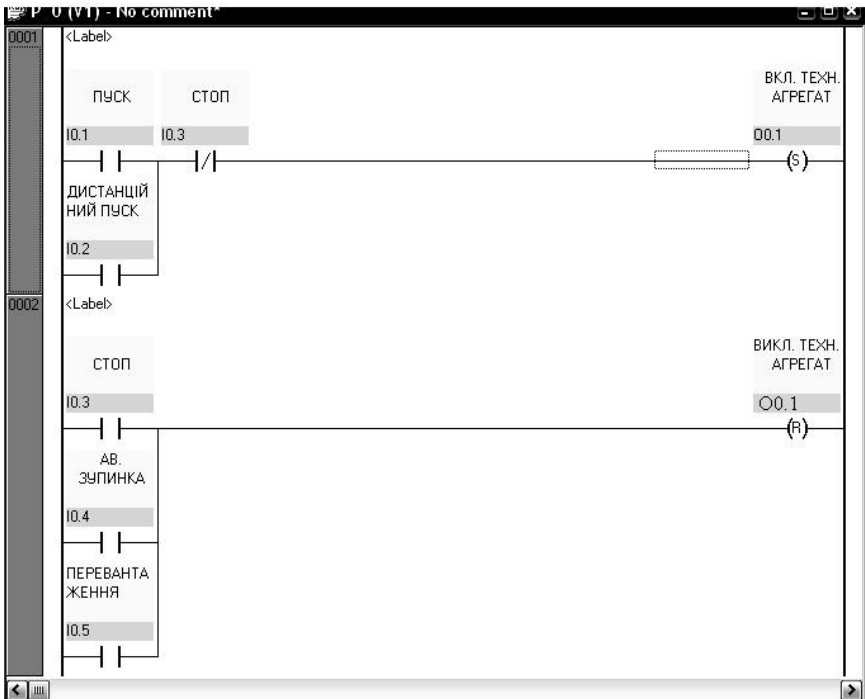 P 0 (V1) - No comment*
0001
<Label>
ПУСК
СТОП
ВКЛ. ТЕХН.
АГРЕГАТ
I0.1
I0.3
O0.1
(S)
ДИСТАНЦІЙ
НИЙ ПУСК
I0.2
0002
<Label>
СТОП
ВИКЛ. ТЕХН.
АГРЕГАТ
I0.3
O0.1
(R)
АВ.
ЗУПИНКА
I0.4
ПЕРЕВАНТА
ЖЕННЯ
I0.5